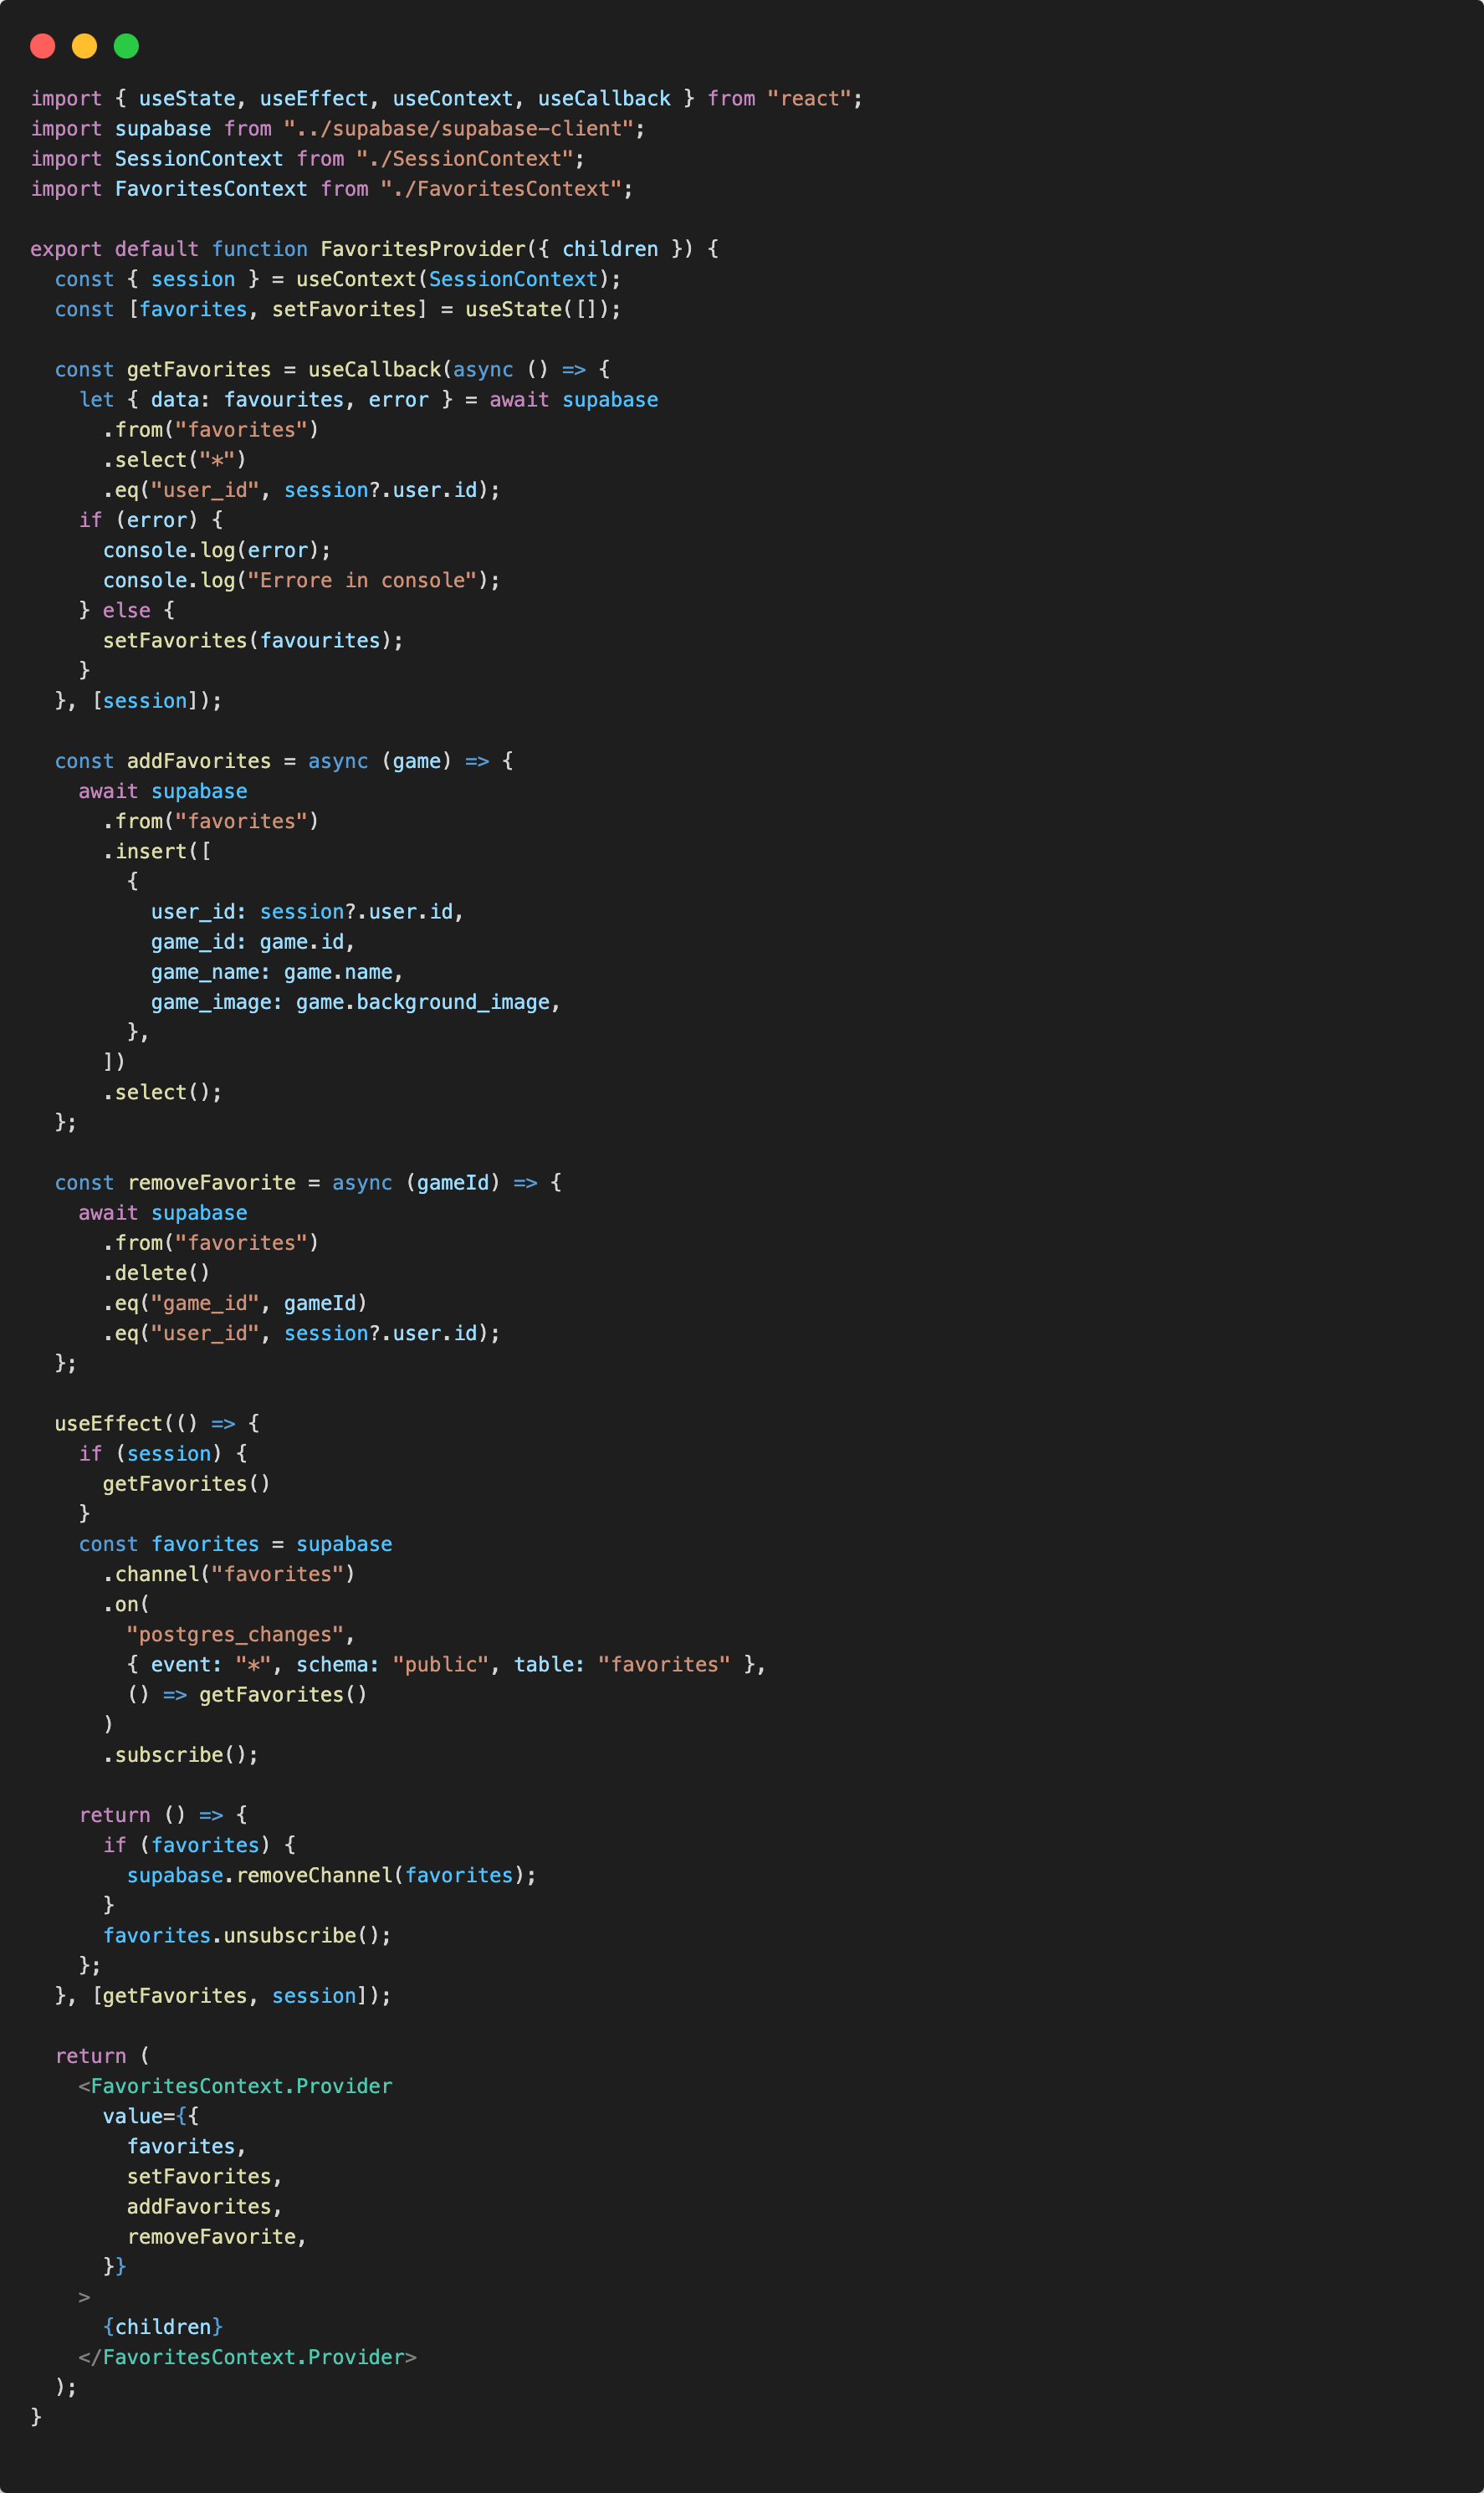 import { useState, useEffect, useContext, useCallback } from "react";
import supabase from "../supabase/supabase-client";
import SessionContext from "./SessionContext";
import FavoritesContext from "./FavoritesContext";

export default function FavoritesProvider({ children }) {
  const { session } = useContext(SessionContext);
  const [favorites, setFavorites] = useState([]);

  const getFavorites = useCallback(async () => {
    let { data: favourites, error } = await supabase
      .from("favorites")
      .select("*")
      .eq("user_id", session?.user.id);
    if (error) {
      console.log(error);
      console.log("Errore in console");
    } else {
      setFavorites(favourites);
    }
  }, [session]);

  const addFavorites = async (game) => {
    await supabase
      .from("favorites")
      .insert([
        {
          user_id: session?.user.id,
          game_id: game.id,
          game_name: game.name,
          game_image: game.background_image,
        },
      ])
      .select();
  };

  const removeFavorite = async (gameId) => {
    await supabase
      .from("favorites")
      .delete()
      .eq("game_id", gameId)
      .eq("user_id", session?.user.id);
  };

  useEffect(() => {
    if (session) {
      getFavorites()
    }
    const favorites = supabase
      .channel("favorites")
      .on(
        "postgres_changes",
        { event: "*", schema: "public", table: "favorites" },
        () => getFavorites()
      )
      .subscribe();

    return () => {
      if (favorites) {
        supabase.removeChannel(favorites);
      }
      favorites.unsubscribe();
    };
  }, [getFavorites, session]);

  return (
    <FavoritesContext.Provider
      value={{
        favorites,
        setFavorites,
        addFavorites,
        removeFavorite,
      }}
    >
      {children}
    </FavoritesContext.Provider>
  );
}